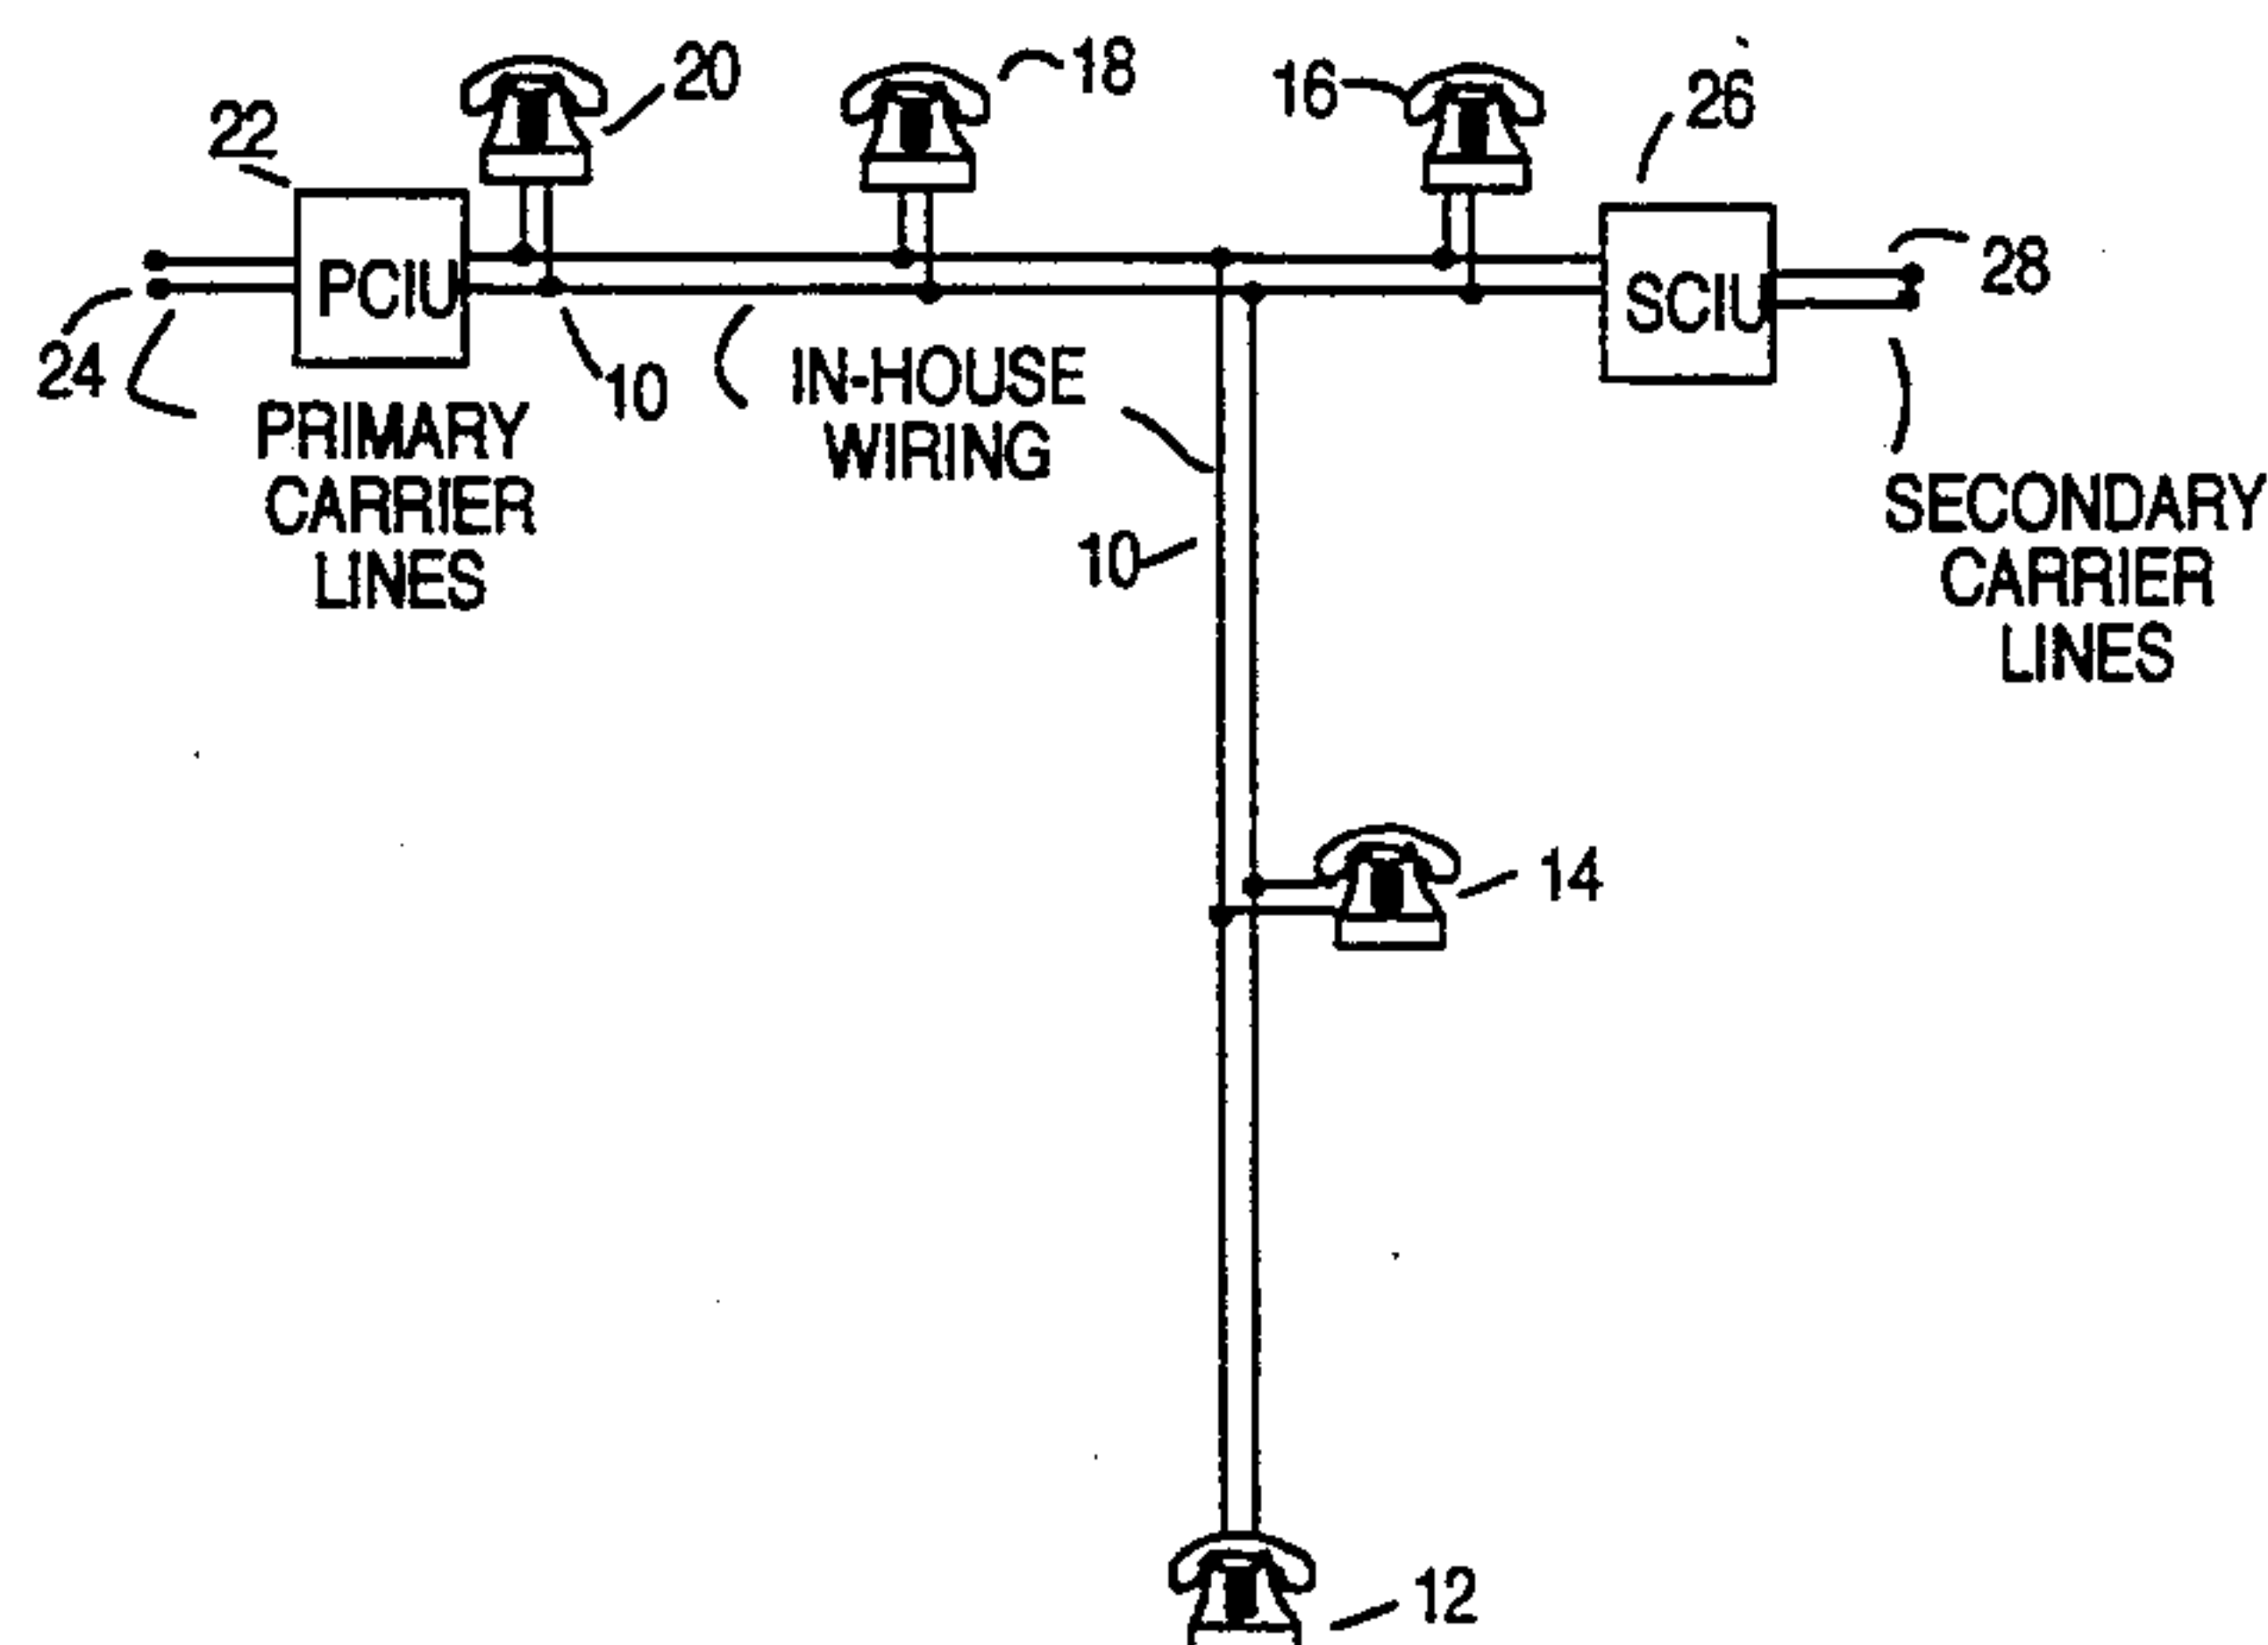 20
18
16
26
22
PCIU
SCIU
28
24
10
IN-HOUSE
WIRING
PRIMARY
CARRIER
LINES
10
SECONDARY
CARRIER
LINES
14
12